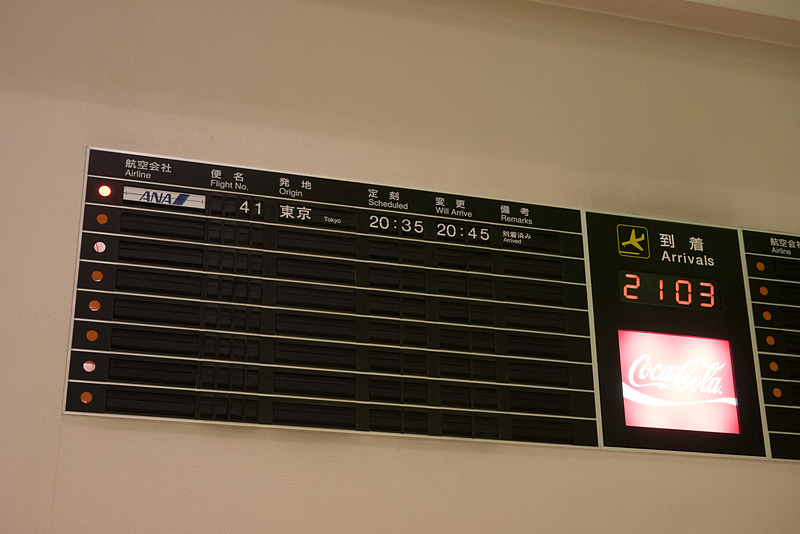 航空会社 便名 発地 定刻 変更 備考
Airline Flight No. Origin Scheduled Will Arrive Remarks
ANA 41 東京 Tokyo 20:35 20:45 到着済み
Arrived
到着
Arrivals
2103
Coca-Cola
航空会社
Airline